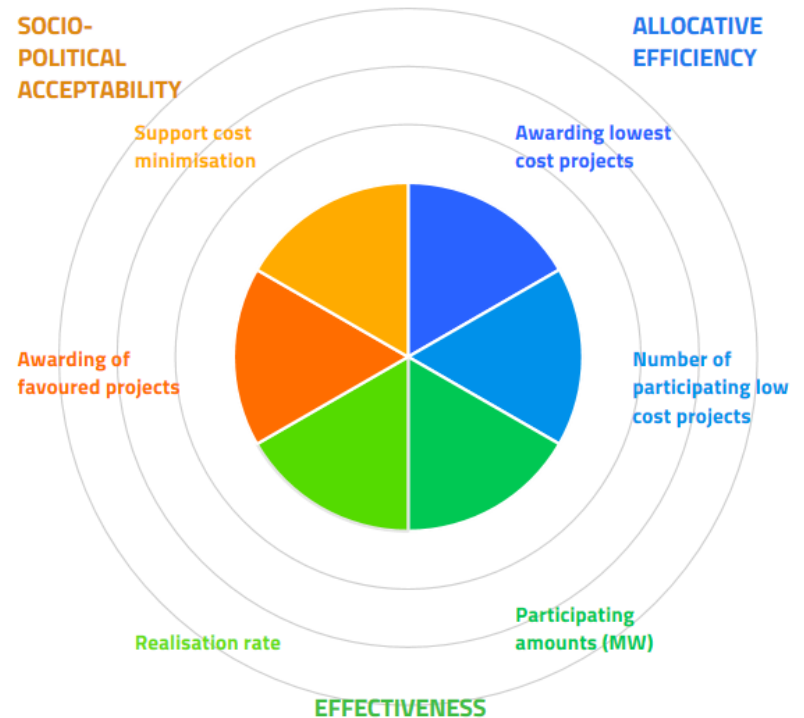 SOCIO-
POLITICAL
ACCEPTABILITY
ALLOCATIVE
EFFICIENCY
Support cost
minimisation
Awarding lowest
cost projects
Awarding of
favoured projects
Number of
participating low
cost projects
Realisation rate
Participating
amounts (MW)
EFFECTIVENESS